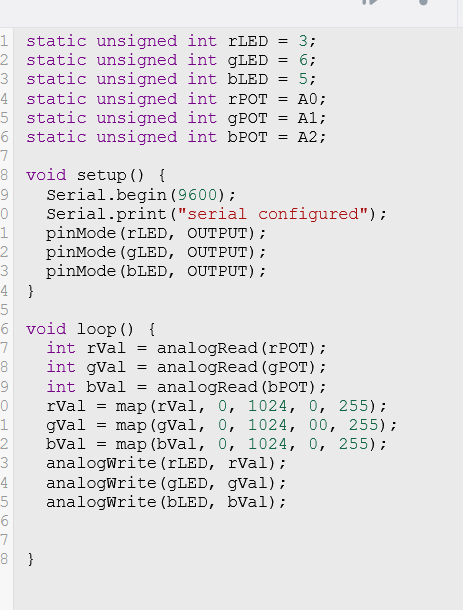 1 static unsigned int rLED = 3;
2 static unsigned int gLED = 6;
3 static unsigned int bLED = 5;
4 static unsigned int rPOT = A0;
5 static unsigned int gPOT = A1;
6 static unsigned int bPOT = A2;
7
8 void setup() {
9   Serial.begin(9600);
0   Serial.print("serial configured");
1   pinMode(rLED, OUTPUT);
2   pinMode(gLED, OUTPUT);
3   pinMode(bLED, OUTPUT);
4 }
5
6 void loop() {
7   int rVal = analogRead(rPOT);
8   int gVal = analogRead(gPOT);
9   int bVal = analogRead(bPOT);
0   rVal = map(rVal, 0, 1024, 0, 255);
1   gVal = map(gVal, 0, 1024, 00, 255);
2   bVal = map(bVal, 0, 1024, 0, 255);
3   analogWrite(rLED, rVal);
4   analogWrite(gLED, gVal);
5   analogWrite(bLED, bVal);
6
7
8 }